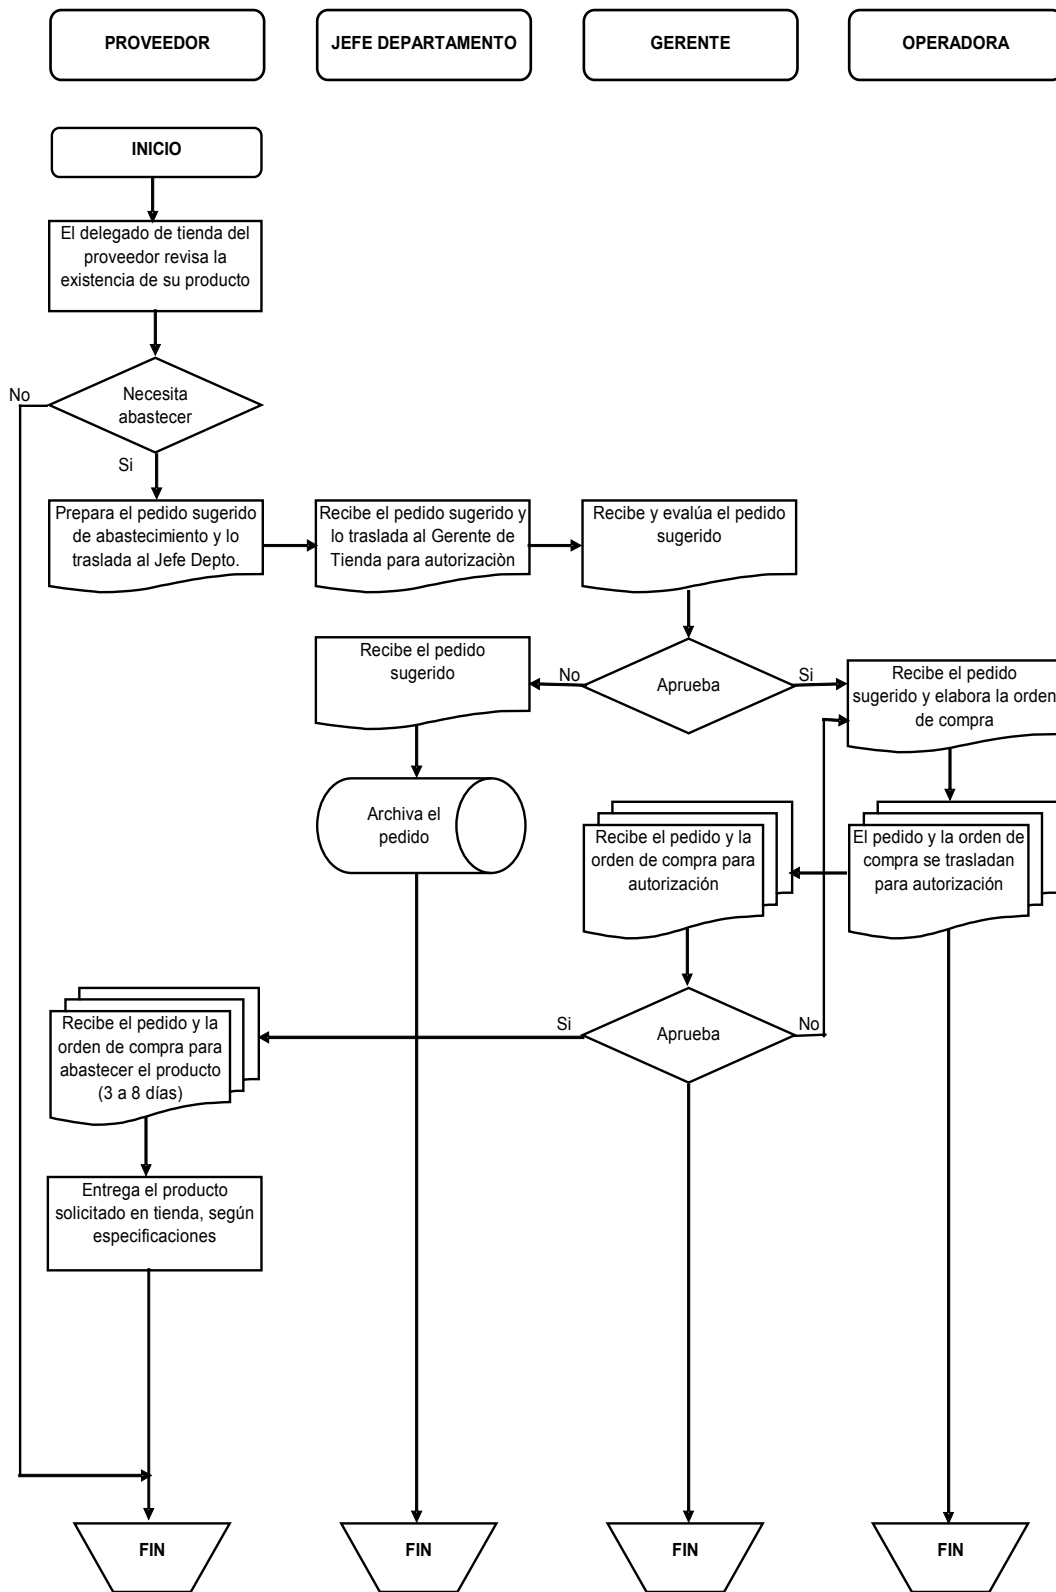 PROVEEDOR
JEFE DEPARTAMENTO
GERENTE
OPERADORA
INICIO
El delegado de tienda del
proveedor revisa la
existencia de su producto
No
Necesita
abastecer
Si
Prepara el pedido sugerido
de abastecimiento y lo
traslada al Jefe Depto.
Recibe el pedido sugerido y
lo traslada al Gerente de
Tienda para autorizaciòn
Recibe y evalúa el pedido
sugerido
Recibe el pedido
sugerido
No
Aprueba
Si
Recibe el pedido
sugerido y elabora la orden
de compra
Archiva el
pedido
Recibe el pedido y la
orden de compra para
autorización
El pedido y la orden de
compra se trasladan
para autorización
Recibe el pedido y la
orden de compra para
abastecer el producto
(3 a 8 días)
Si
Aprueba
No
Entrega el producto
solicitado en tienda, según
especificaciones
FIN
FIN
FIN
FIN